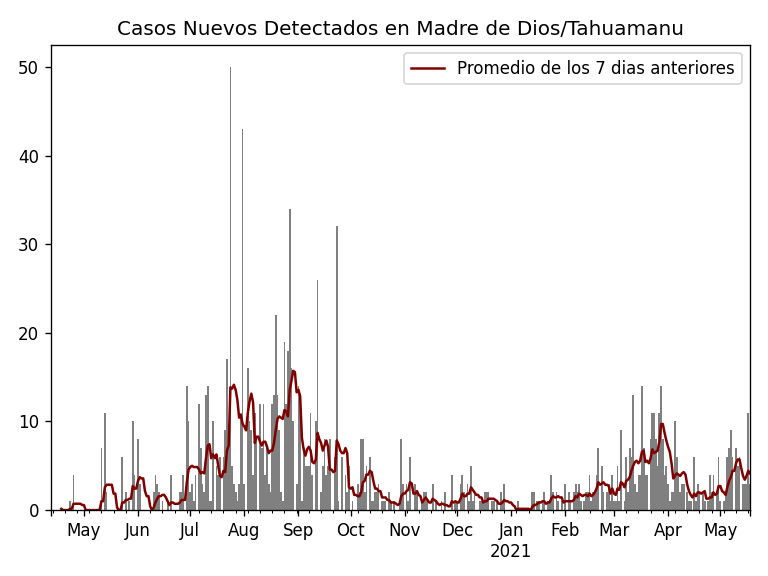 Casos Nuevos Detectados en Madre de Dios/Tahuamanu
Promedio de los 7 dias anteriores
50
40
30
20
10
0
May Jun Jul Aug Sep Oct Nov Dec Jan Feb Mar Apr May
2021